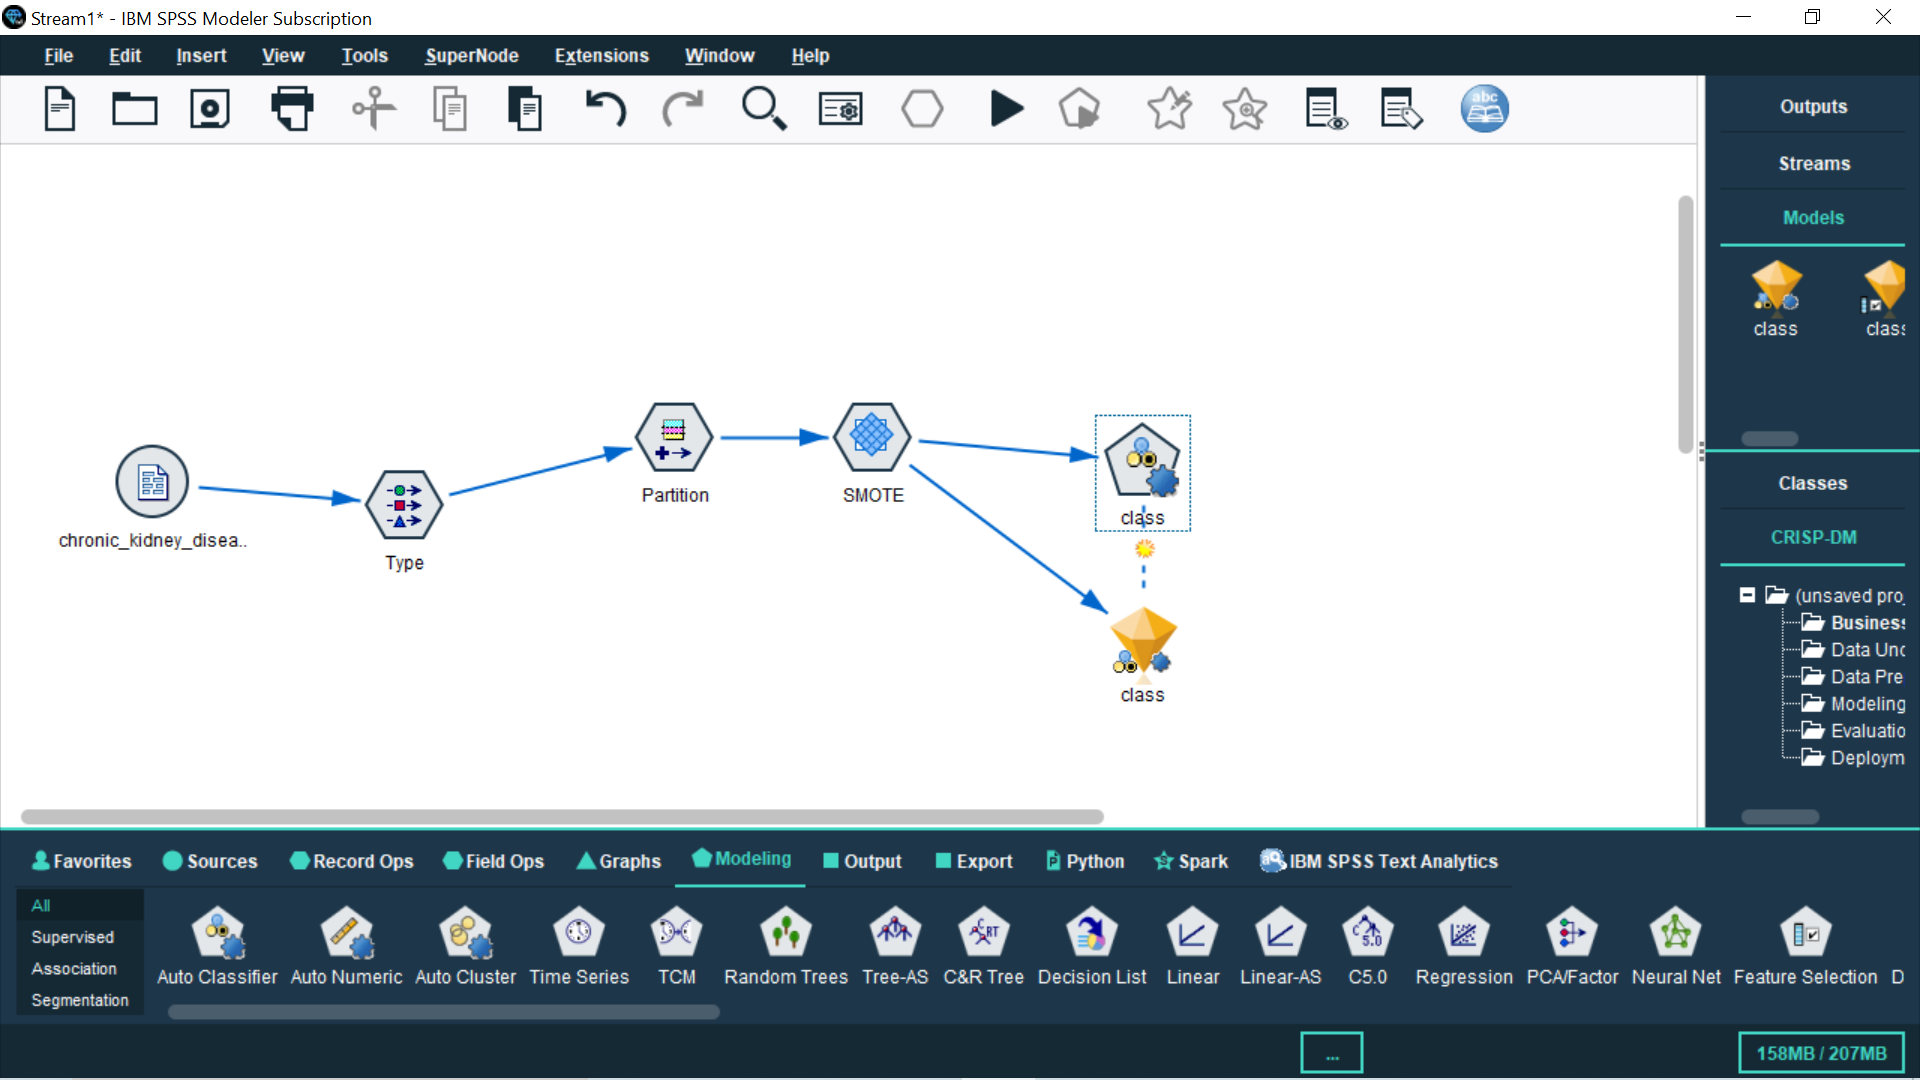 Stream1* - IBM SPSS Modeler Subscription
File Edit Insert View Tools SuperNode Extensions Window Help
abc
Outputs
Streams
Models
class clas
chronic_kidney_disea..
Type
Partition
SMOTE
class
class
Classes
CRISP-DM
(unsaved pro
Business
Data Un
Data Pre
Modeling
Evaluatio
Deploym
Favorites Sources Record Ops Field Ops Graphs Modeling Output Export Python Spark IBM SPSS Text Analytics
All
Supervised
Association
Segmentation
Auto Classifier Auto Numeric Auto Cluster Time Series TCM Random Trees Tree-AS C&R Tree Decision List Linear Linear-AS C5.0 Regression PCA/Factor Neural Net Feature Selection D
...
158MB / 207MB